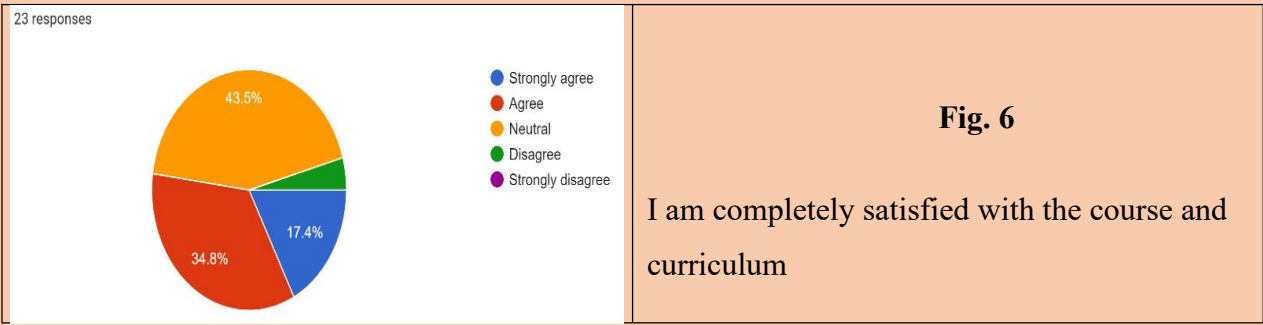 23 responses
43.5%
34.8%
17.4%
Strongly agree
Agree
Neutral
Disagree
Strongly disagree
Fig. 6
I am completely satisfied with the course and
curriculum